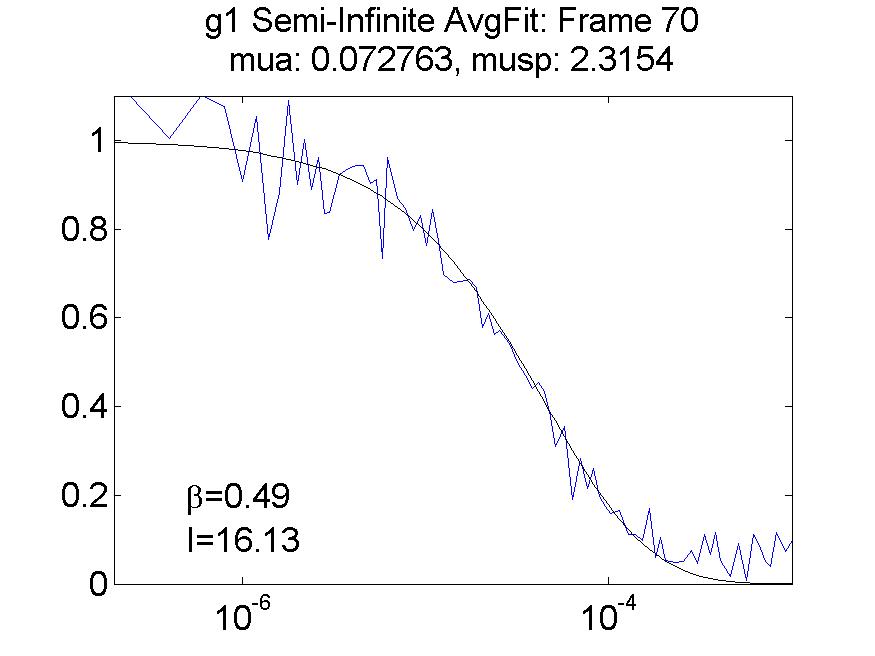 g1 Semi-Infinite AvgFit: Frame 70
mua: 0.072763, musp: 2.3154
1
0.8
0.6
0.4
0.2
0
β=0.49
I=16.13
10^-6
10^-4